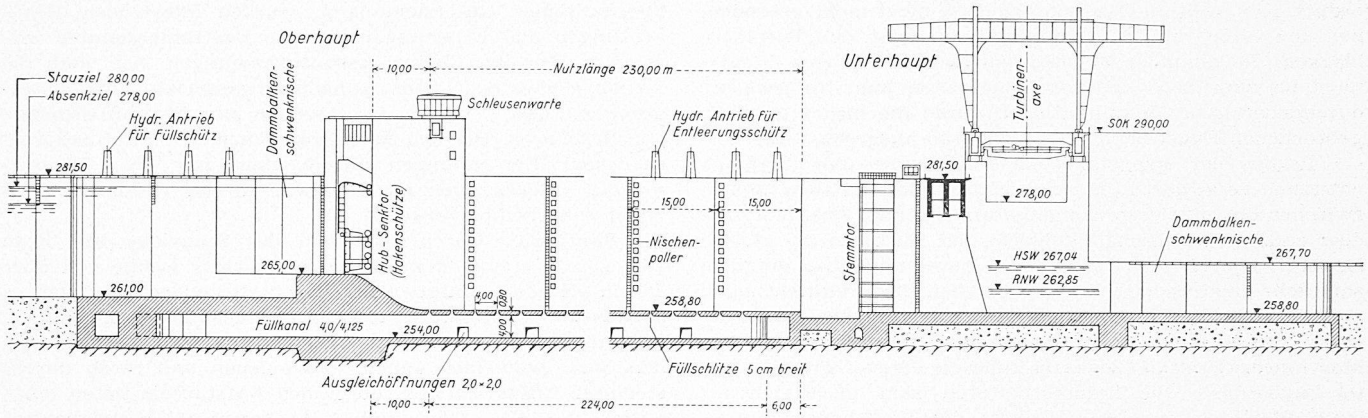 Oberhaupt
Unterhaupt
Stauziel 280,00
Absenkziel 278,00
Hydr. Antrieb
für Füllschütz
Dammbalken-
schwenknische
10,00
Nutzlänge 230,00 m
Schleusenwarte
Hydr. Antrieb für
Entleerungsschütz
Turbinen-
axe
SOK 290,00
281,50
281,50
278,00
15,00
15,00
Hub-Senktor
(Hakenschütze)
Nischen-
poller
Stemmtor
Dammbalken-
schwenknische
HSW 267,04
267,70
RNW 262,85
265,00
261,00
4,00
0,80
258,80
258,80
Füllkanal 4,0/4,125
254,00
4,00
Ausgleichöffnungen 2,0×2,0
Füllschlitze 5 cm breit
10,00
224,00
6,00